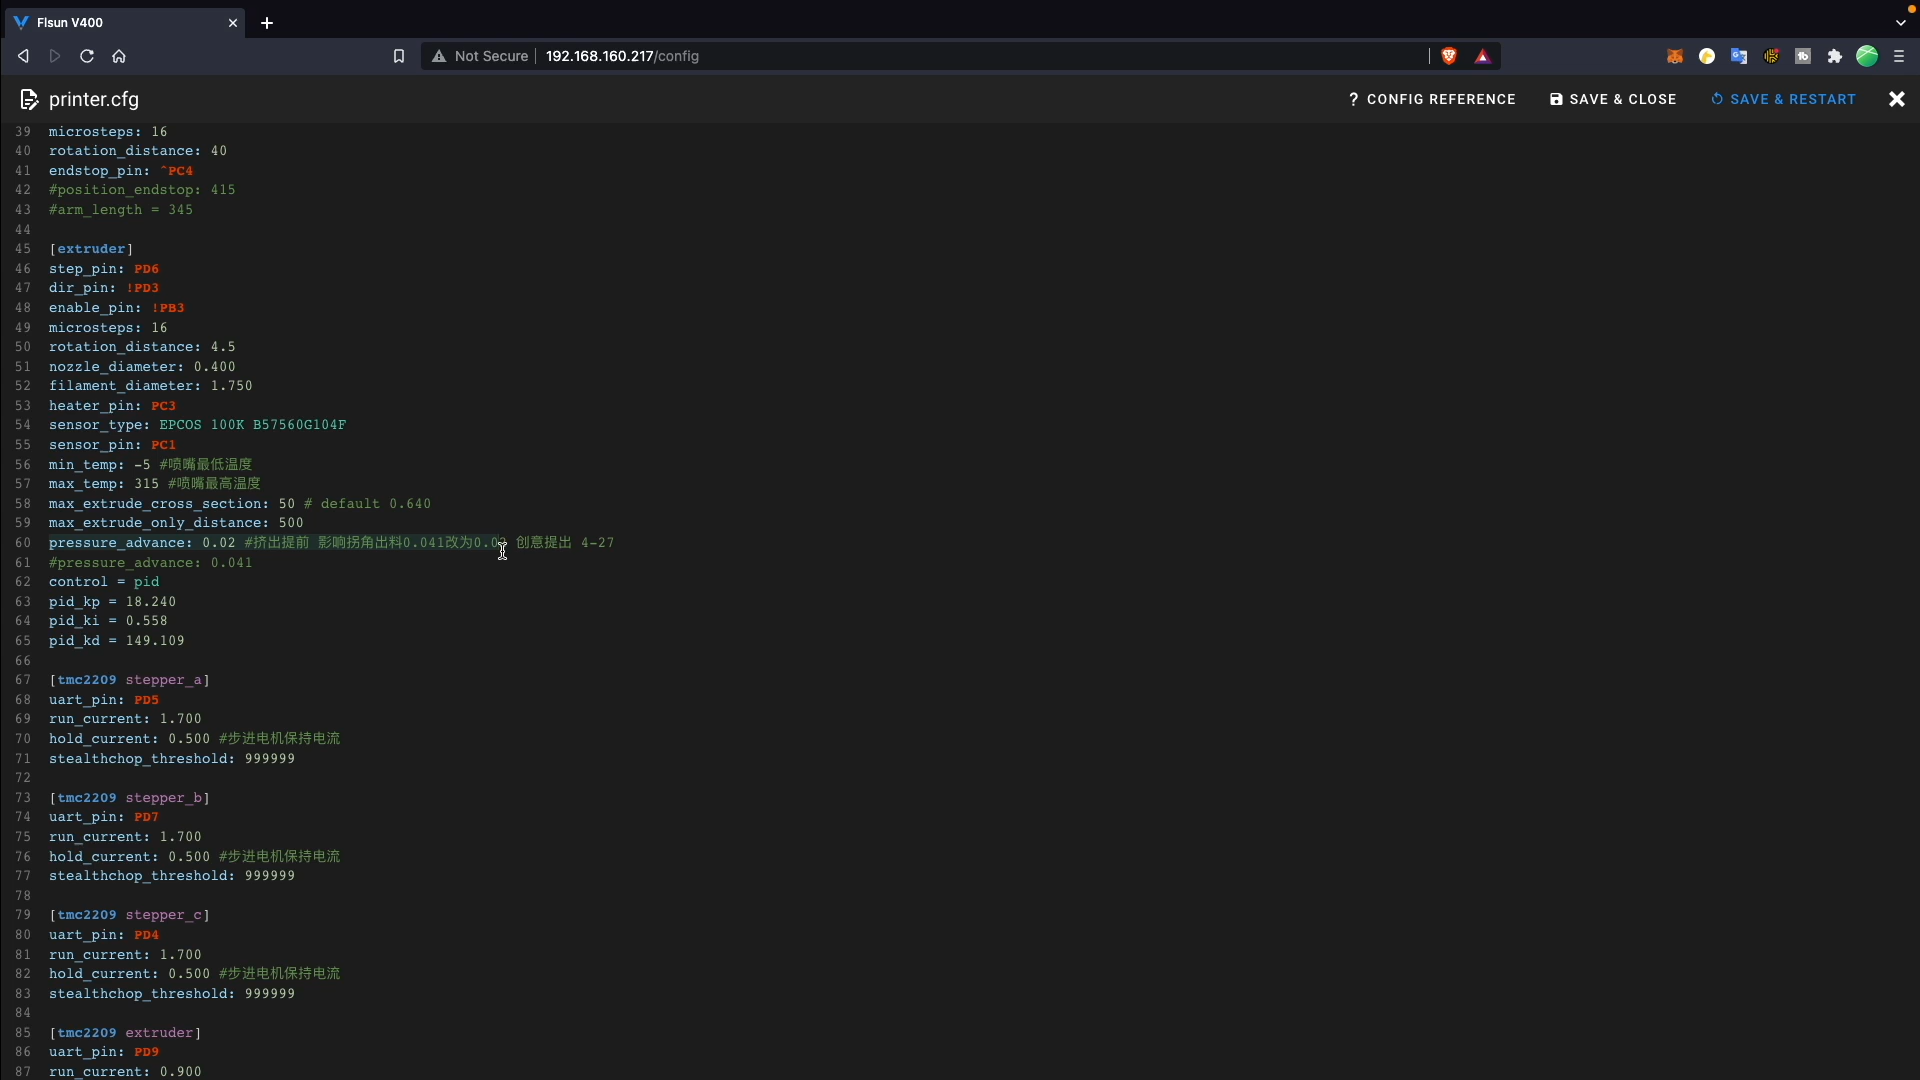 Flsun V400
Not Secure 192.168.160.217/config
printer.cfg
? CONFIG REFERENCE SAVE & CLOSE SAVE & RESTART
39 microsteps: 16
40 rotation_distance: 40
41 endstop_pin: ^PC4
42 #position_endstop: 415
43 #arm_length = 345
44
45 [extruder]
46 step_pin: PD6
47 dir_pin: !PD3
48 enable_pin: !PB3
49 microsteps: 16
50 rotation_distance: 4.5
51 nozzle_diameter: 0.400
52 filament_diameter: 1.750
53 heater_pin: PC3
54 sensor_type: EPCOS 100K B57560G104F
55 sensor_pin: PC1
56 min_temp: -5 #喷嘴最低温度
57 max_temp: 315 #喷嘴最高温度
58 max_extrude_cross_section: 50 # default 0.640
59 max_extrude_only_distance: 500
60 pressure_advance: 0.02 #挤出提前 影响拐角出料0.041改为 创意提出 4-27
61 #pressure_advance: 0.041
62 control = pid
63 pid_kp = 18.240
64 pid_ki = 0.558
65 pid_kd = 149.109
66
67 [tmc2209 stepper_a]
68 uart_pin: PD5
69 run_current: 1.700
70 hold_current: 0.500 #步进电机保持电流
71 stealthchop_threshold: 999999
72
73 [tmc2209 stepper_b]
74 uart_pin: PD7
75 run_current: 1.700
76 hold_current: 0.500 #步进电机保持电流
77 stealthchop_threshold: 999999
78
79 [tmc2209 stepper_c]
80 uart_pin: PD4
81 run_current: 1.700
82 hold_current: 0.500 #步进电机保持电流
83 stealthchop_threshold: 999999
84
85 [tmc2209 extruder]
86 uart_pin: PD9
87 run_current: 0.900